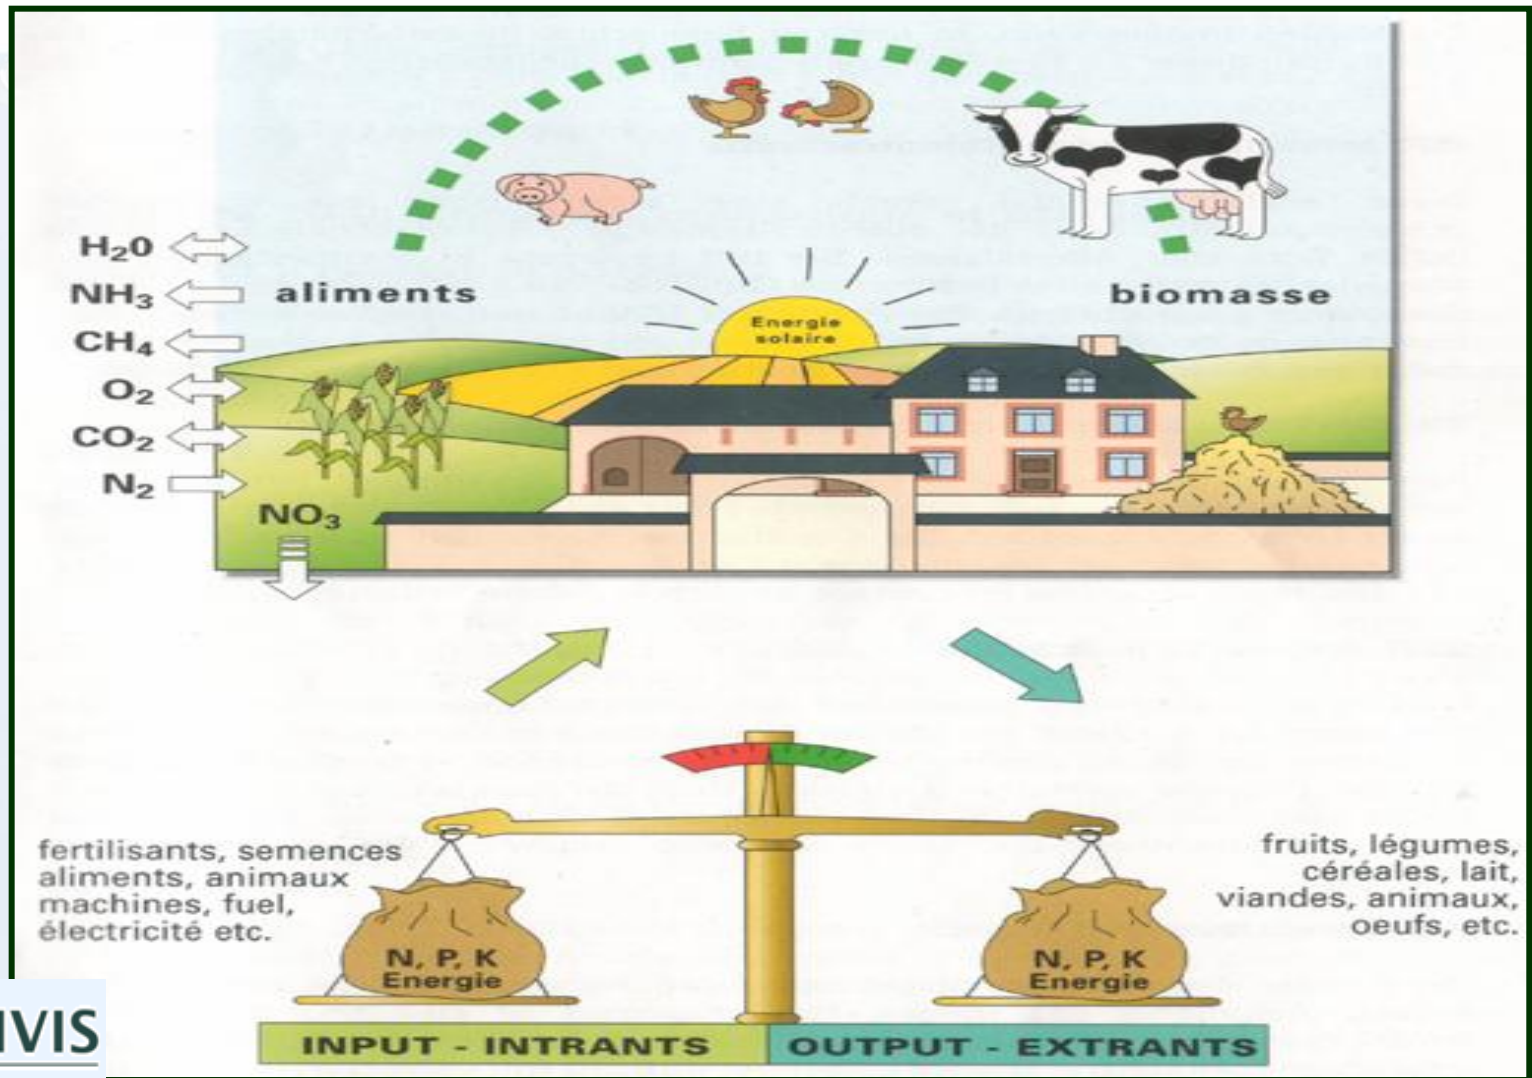 H₂0
NH₃
CH₄
O₂
CO₂
N₂
NO₃
aliments
biomasse
Energie
solaire
fertilisants, semences
aliments, animaux
machines, fuel,
électricité etc.
fruits, légumes,
céréales, lait,
viandes, animaux,
oeufs, etc.
N, P, K
Energie
N, P, K
Energie
INPUT - INTRANTS
OUTPUT - EXTRANTS